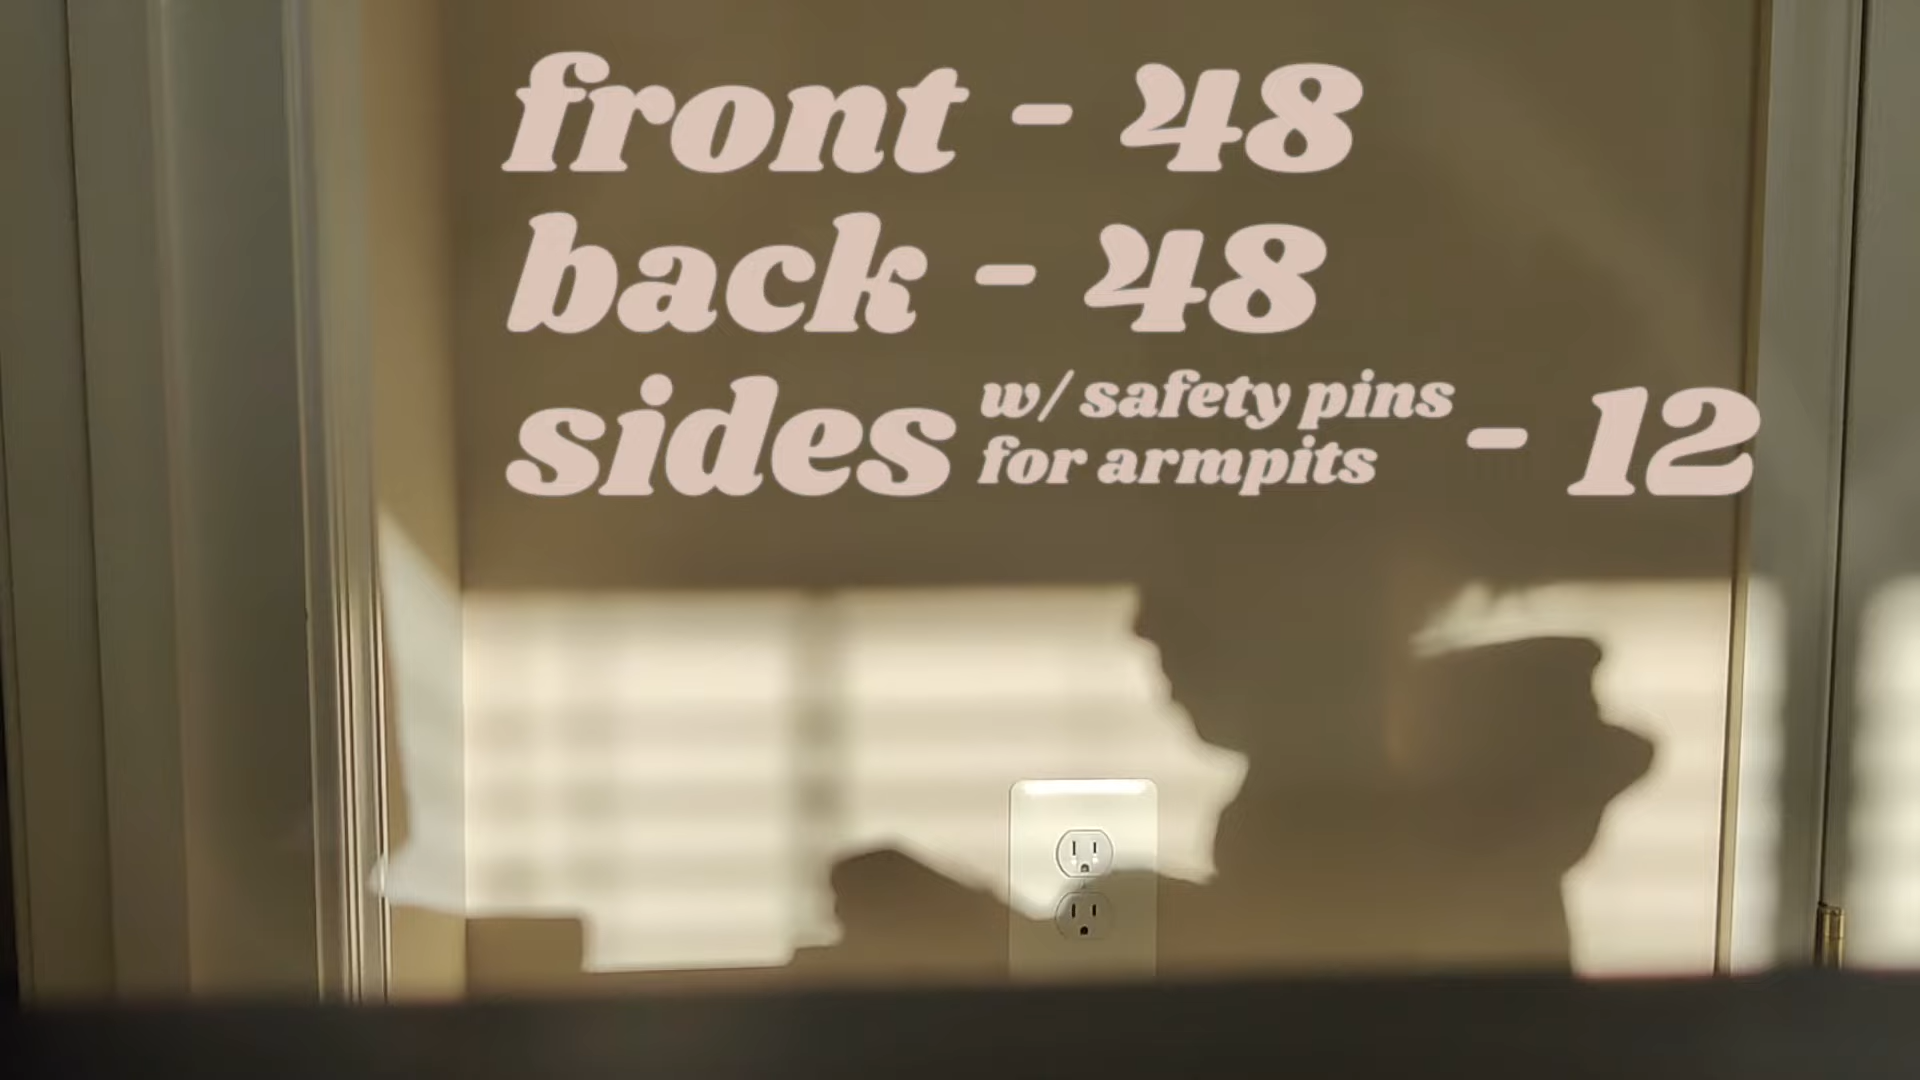 front - 48
back - 48
sides w/ safety pins for armpits - 12